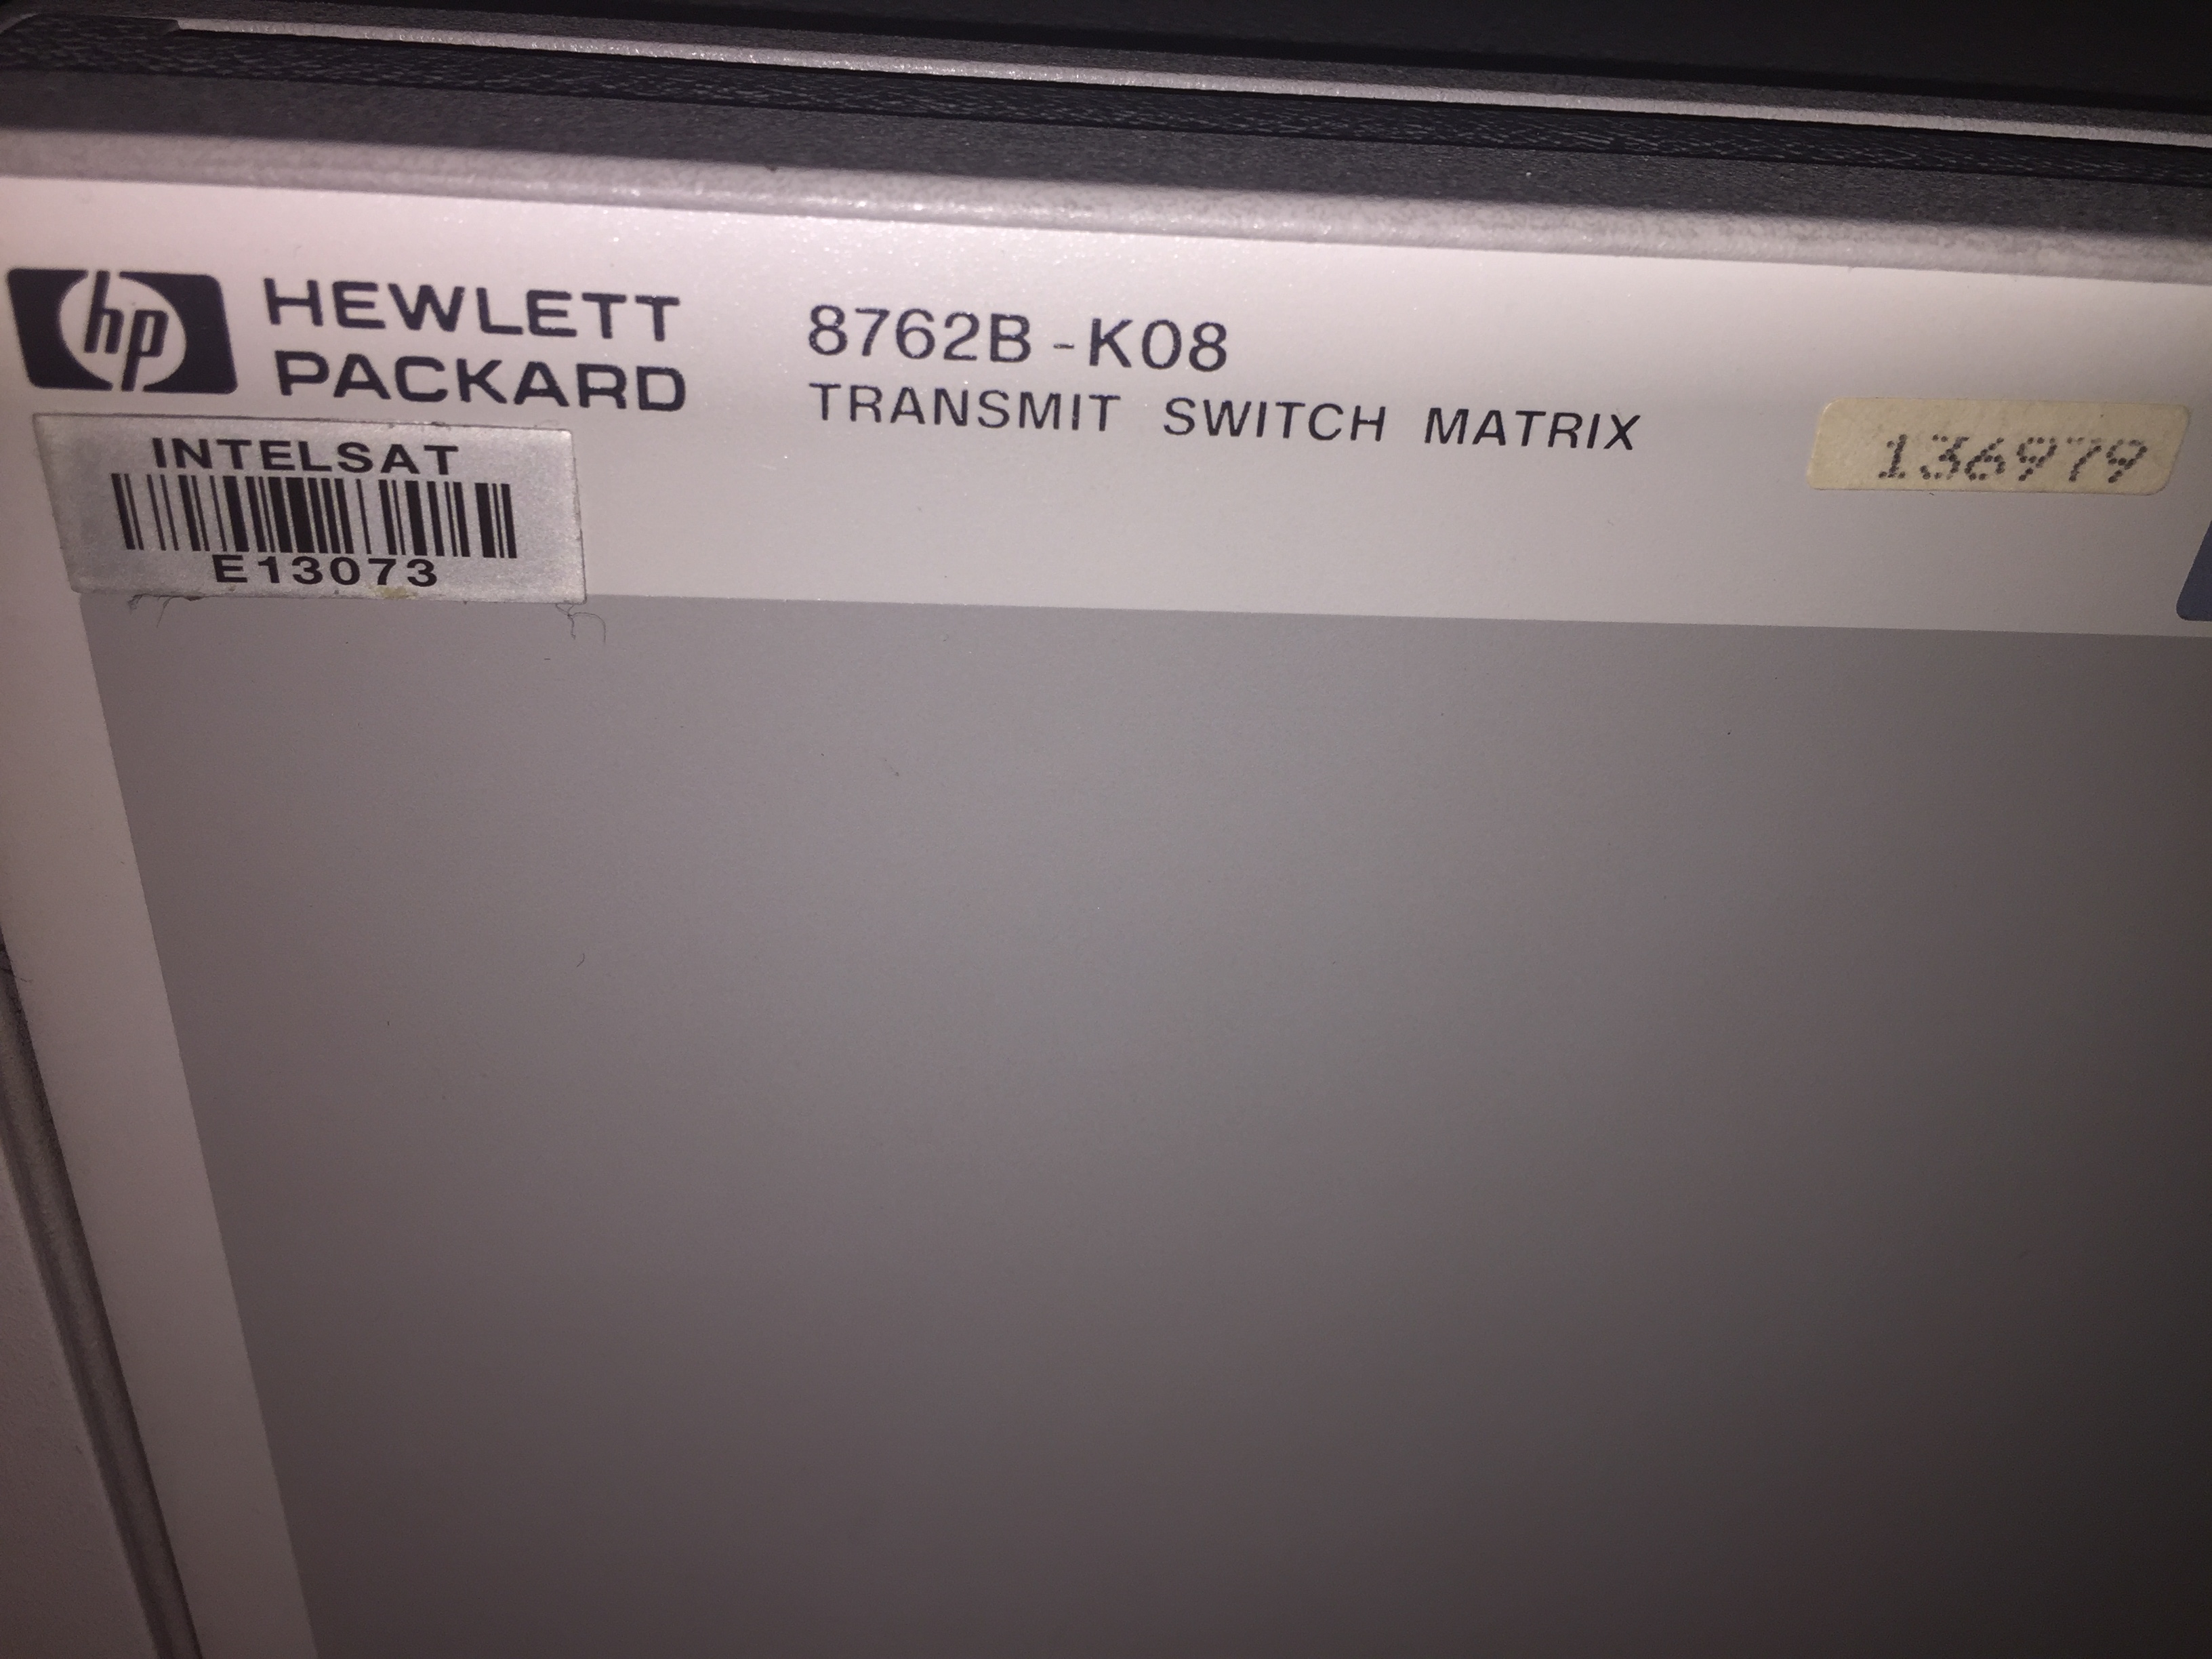 hp
HEWLETT
PACKARD
8762B-K08
TRANSMIT SWITCH MATRIX
136979
INTELSAT
E13073